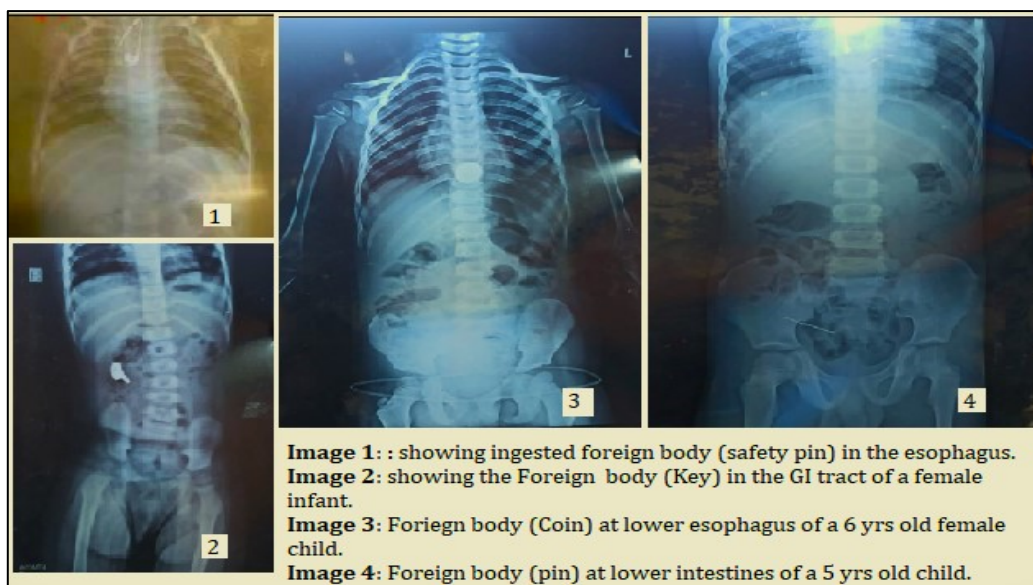 1
2
L
3
4
Image 1: : showing ingested foreign body (safety pin) in the esophagus.
Image 2: showing the Foreign  body (Key) in the GI tract of a female
infant.
Image 3: Foriegn body (Coin) at lower esophagus of a 6 yrs old female
child.
Image 4: Foreign body (pin) at lower intestines of a 5 yrs old child.